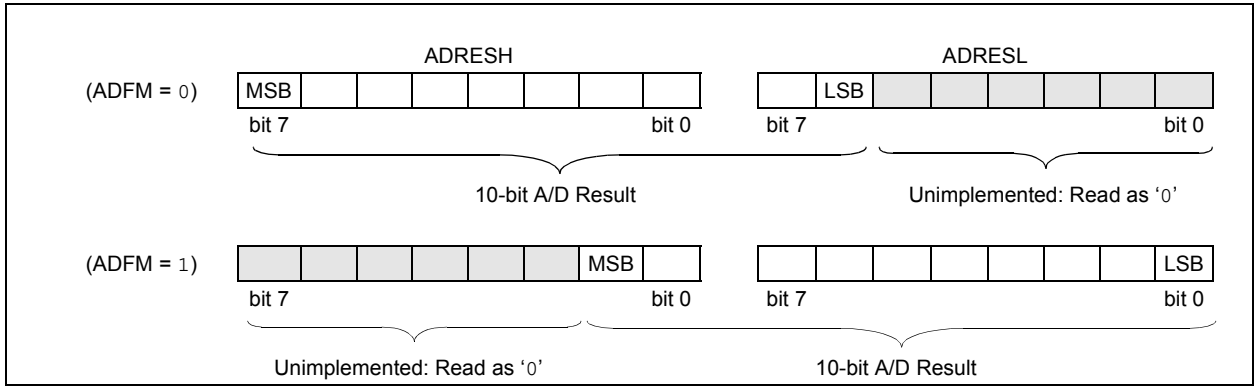 ADRESH ADRESL
(ADFM = 0) MSB LSB
bit 7 bit 0 bit 7 bit 0
10-bit A/D Result Unimplemented: Read as ‘0’
(ADFM = 1) MSB LSB
bit 7 bit 0 bit 7 bit 0
Unimplemented: Read as ‘0’ 10-bit A/D Result